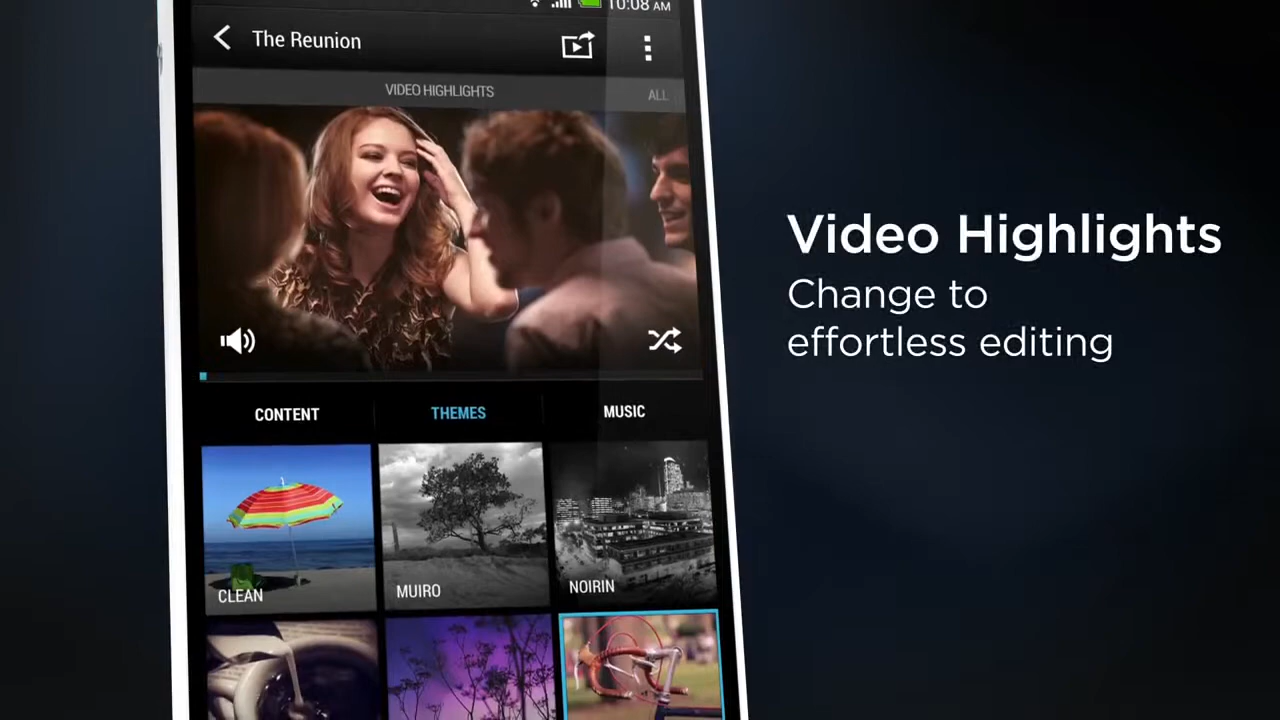 10:08 AM
The Reunion
VIDEO HIGHLIGHTS
ALL
CONTENT
THEMES
MUSIC
CLEAN
MUIRO
NOIRIN
Video Highlights
Change to
effortless editing